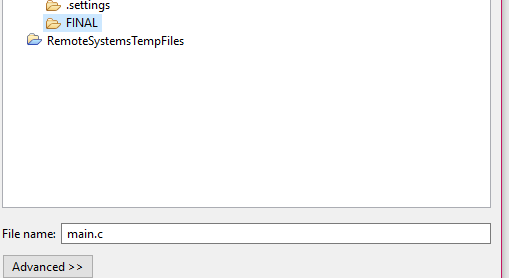 .settings
FINAL
RemoteSystemsTempFiles
File name: main.c
Advanced >>